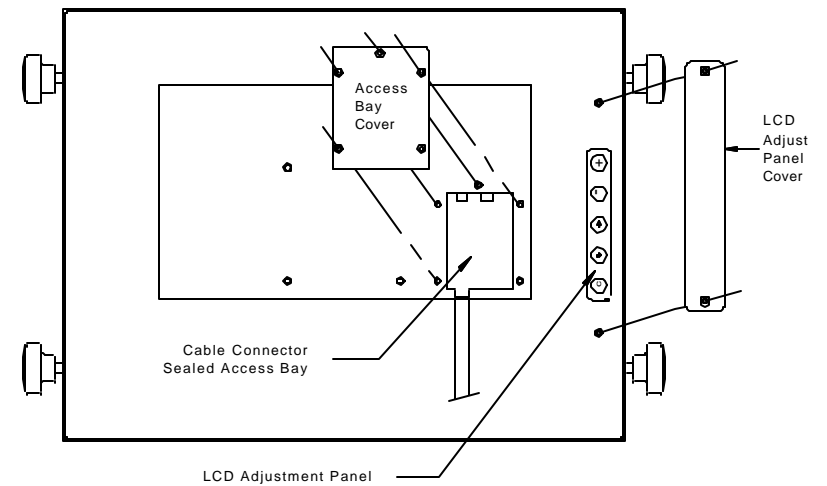 Access
Bay
Cover
LCD
Adjust
Panel
Cover
Cable Connector
Sealed Access Bay
LCD Adjustment Panel